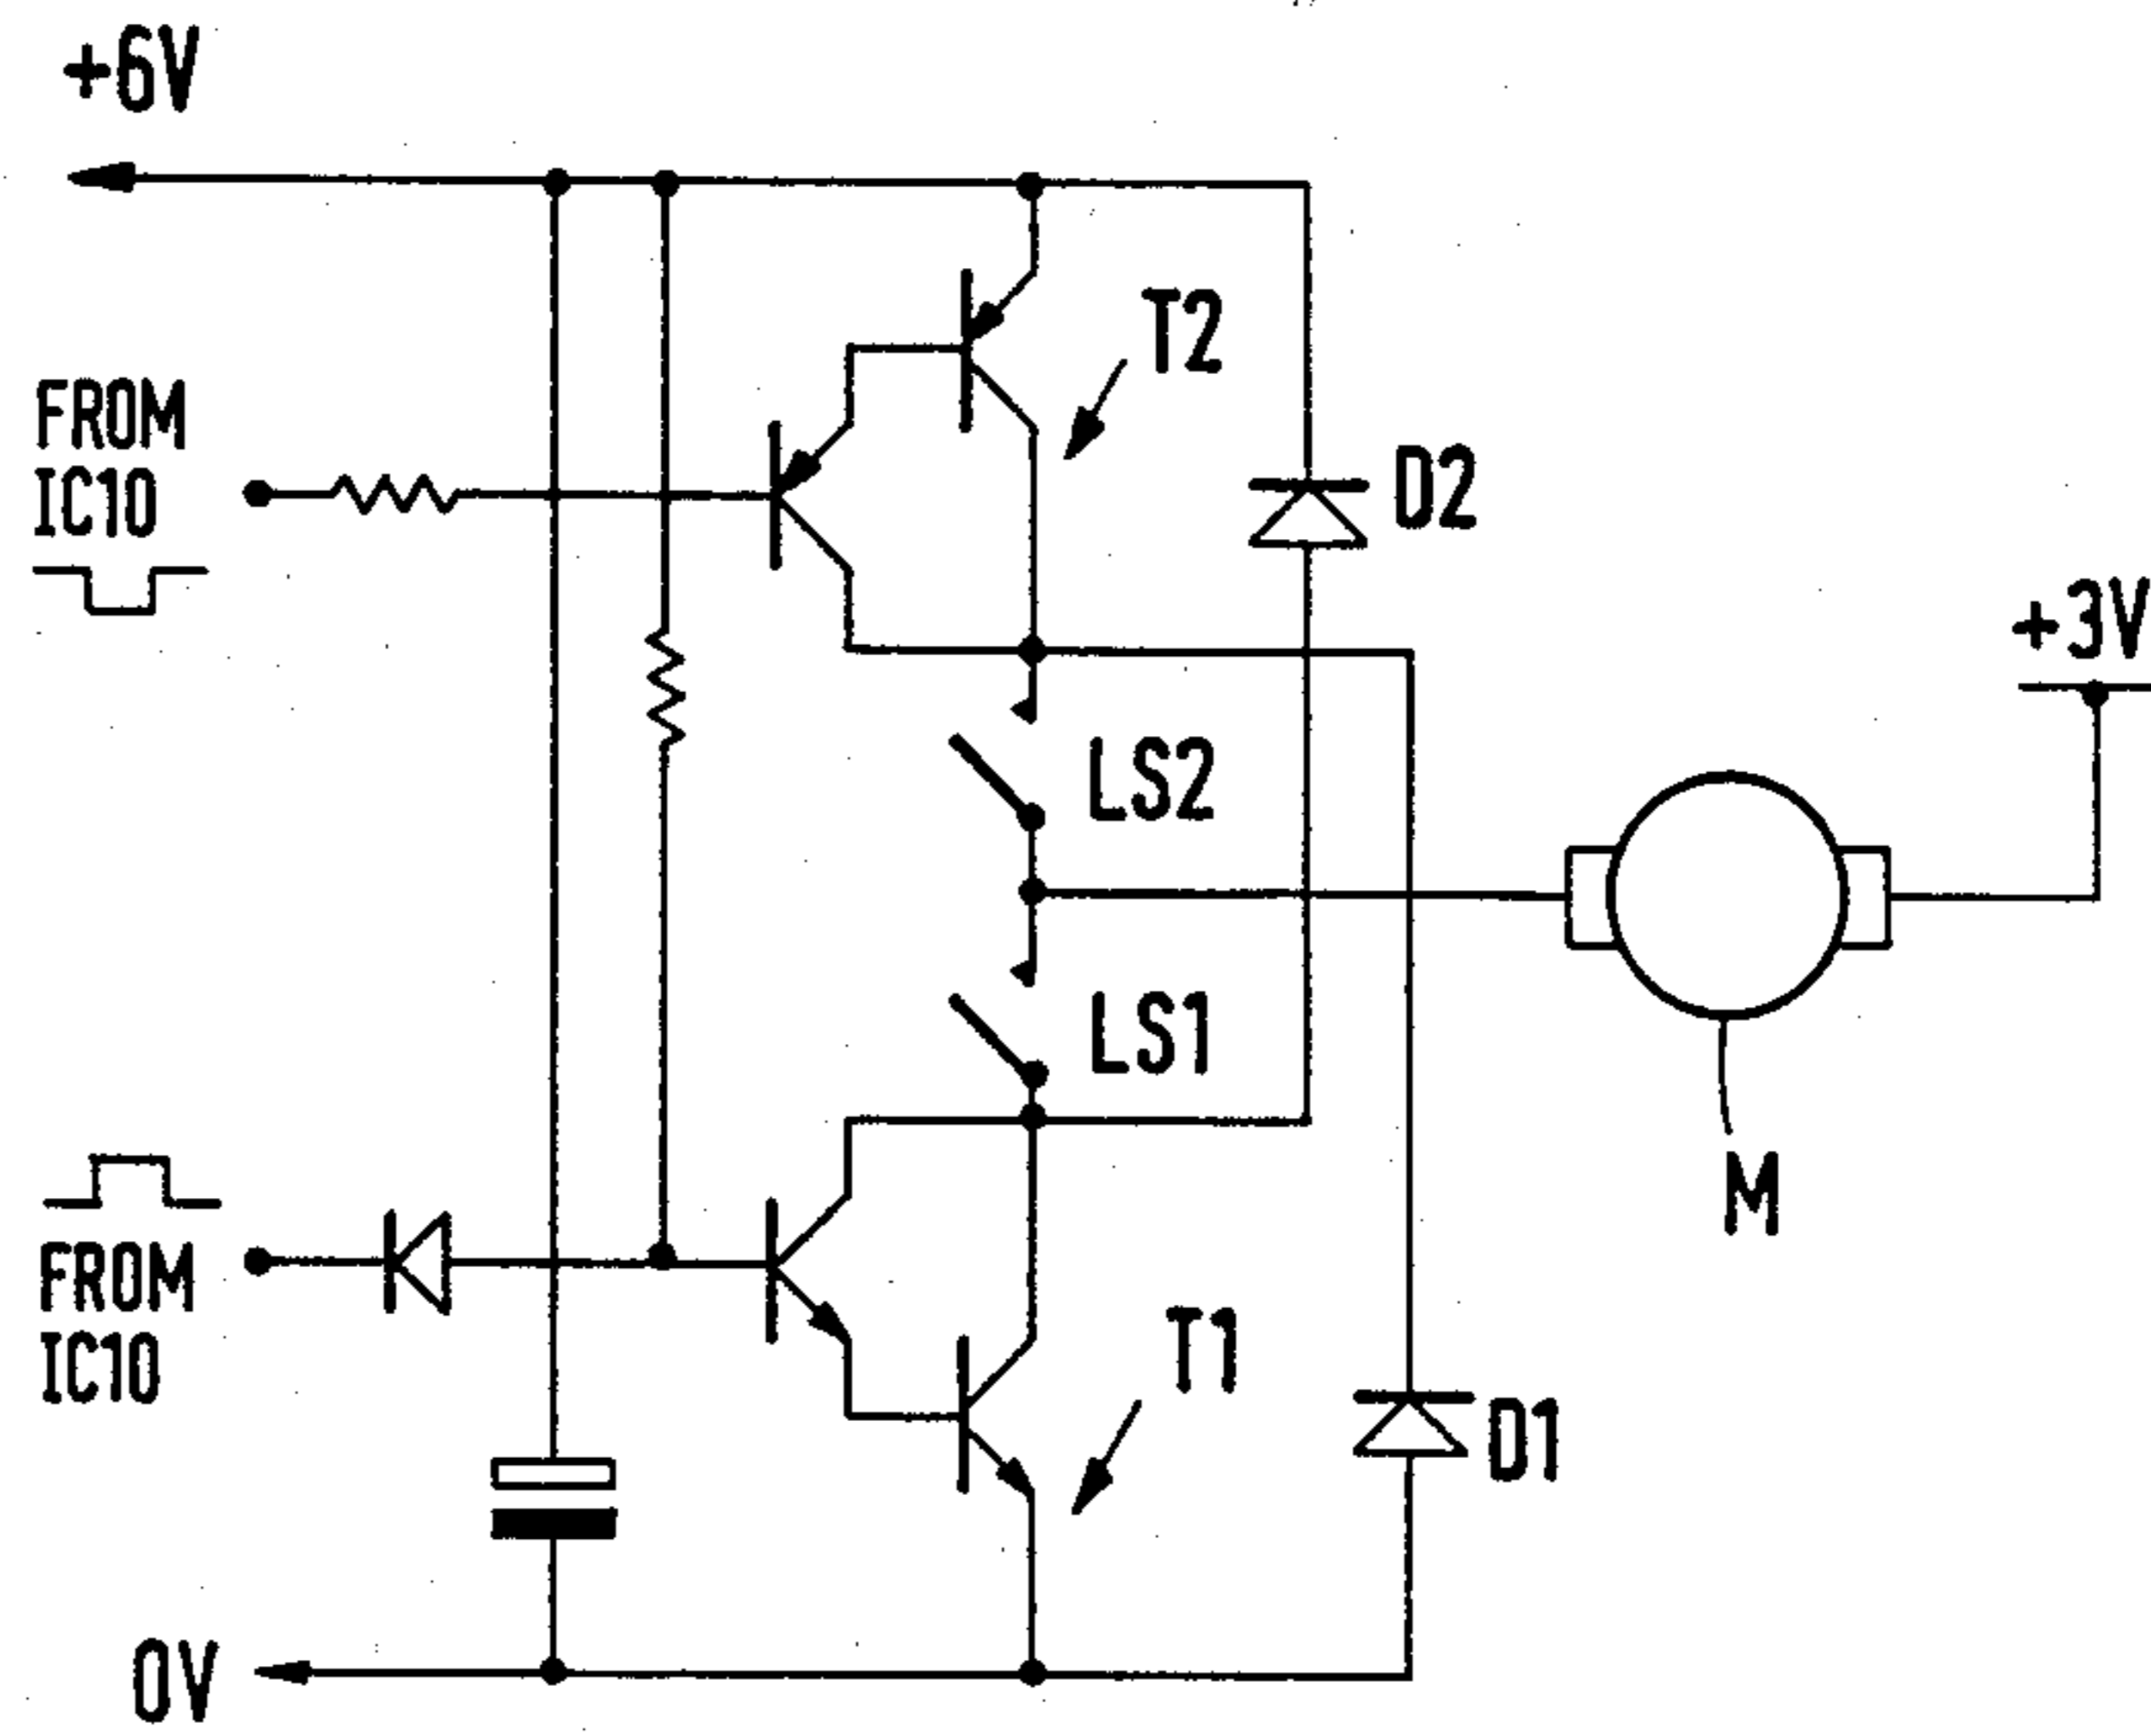 +6V
T2
FROM
IC10
D2
+3V
LS2
LS1
M
FROM
IC10
T1
D1
0V